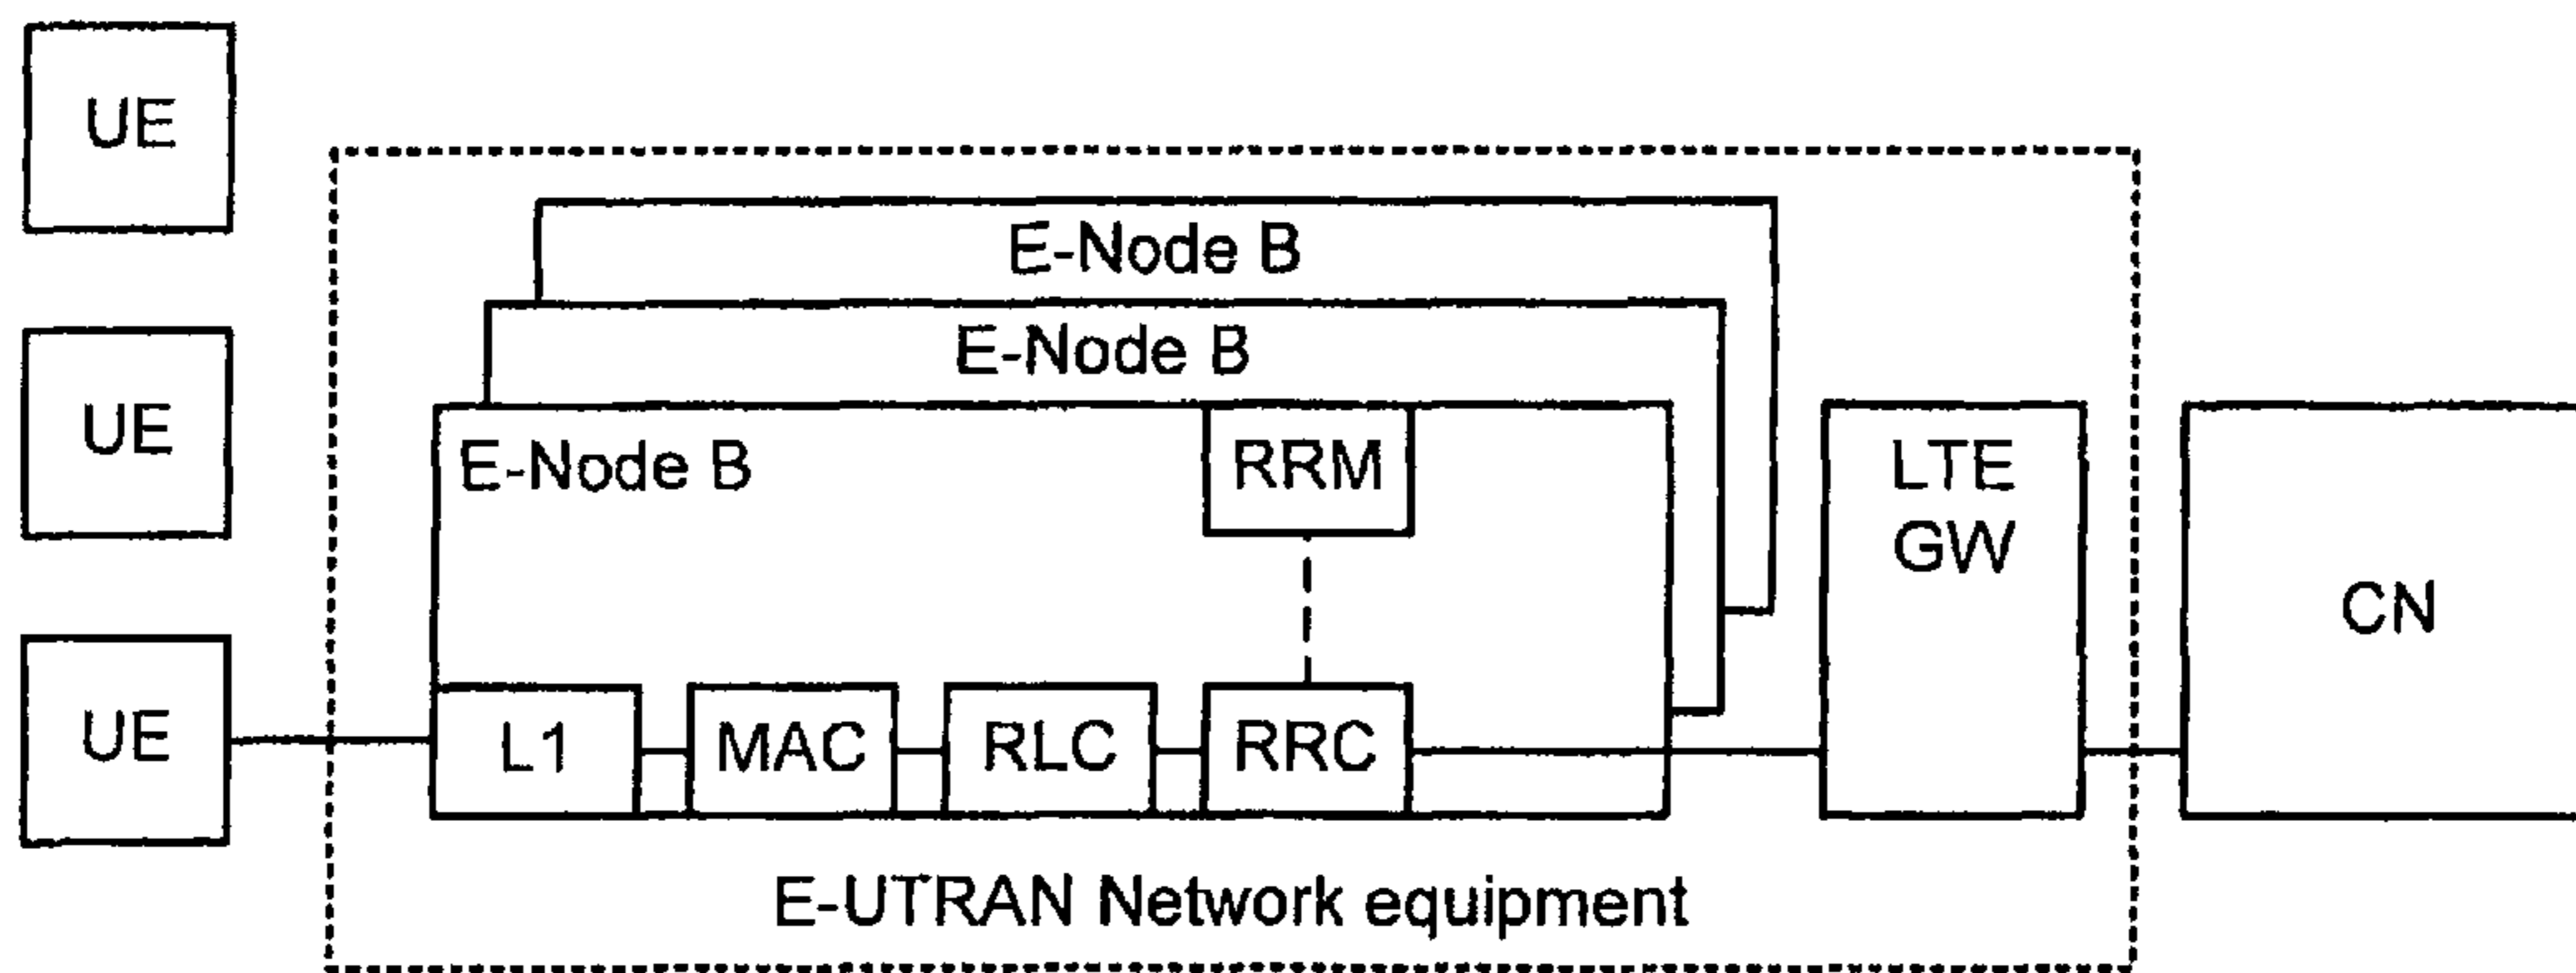 UE
E-Node B
E-Node B
UE
E-Node B
RRM
LTE
GW
CN
UE
L1
MAC
RLC
RRC
E-UTRAN Network equipment